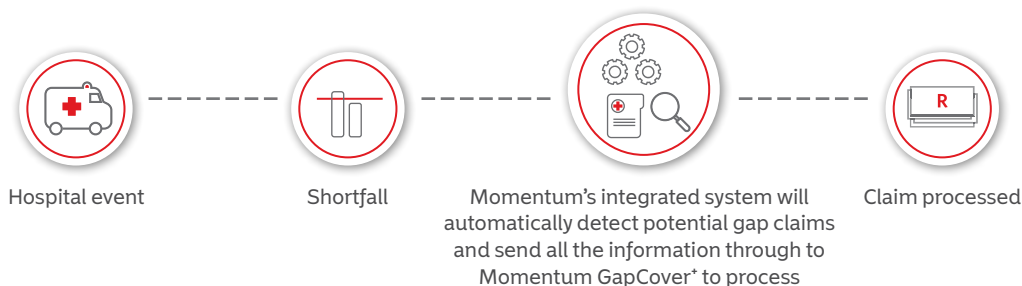 R
Hospital event
Shortfall
Momentum's integrated system will
automatically detect potential gap claims
and send all the information through to
Momentum GapCover⁺ to process
Claim processed